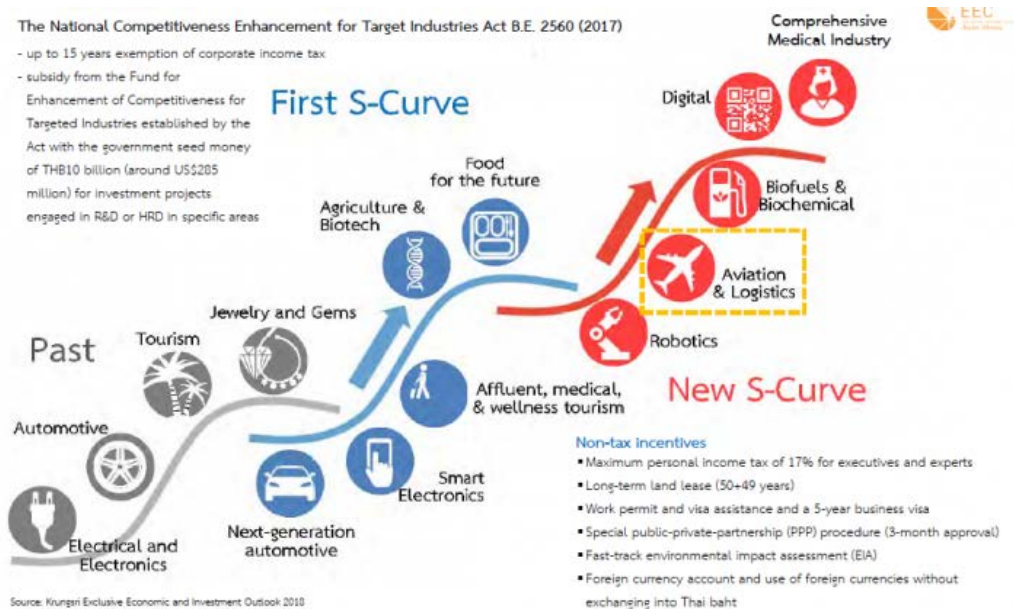 The National Competitiveness Enhancement for Target Industries Act B.E. 2560 (2017)
- up to 15 years exemption of corporate income tax
- subsidy from the Fund for
Enhancement of Competitiveness for
Targeted Industries established by the
Act with the government seed money
of THB10 billion (around US$285
million) for investment projects
engaged in R&D or HRD in specific areas
EEC
Comprehensive
Medical Industry
First S-Curve
Digital
Food
for the future
Biofuels &
Biochemical
Agriculture &
Biotech
Aviation
& Logistics
Jewelry and Gems
Past
Tourism
Robotics
Affluent, medical,
& wellness tourism
New S-Curve
Automotive
Smart
Electronics
Next-generation
automotive
Electrical and
Electronics
Non-tax incentives
▪ Maximum personal income tax of 17% for executives and experts
▪ Long-term land lease (50+49 years)
▪ Work permit and visa assistance and a 5-year business visa
▪ Special public-private-partnership (PPP) procedure (3-month approval)
▪ Fast-track environmental impact assessment (EIA)
▪ Foreign currency account and use of foreign currencies without
exchanging into Thai baht
Source: Krungsri Exclusive Economic and Investment Outlook 2018